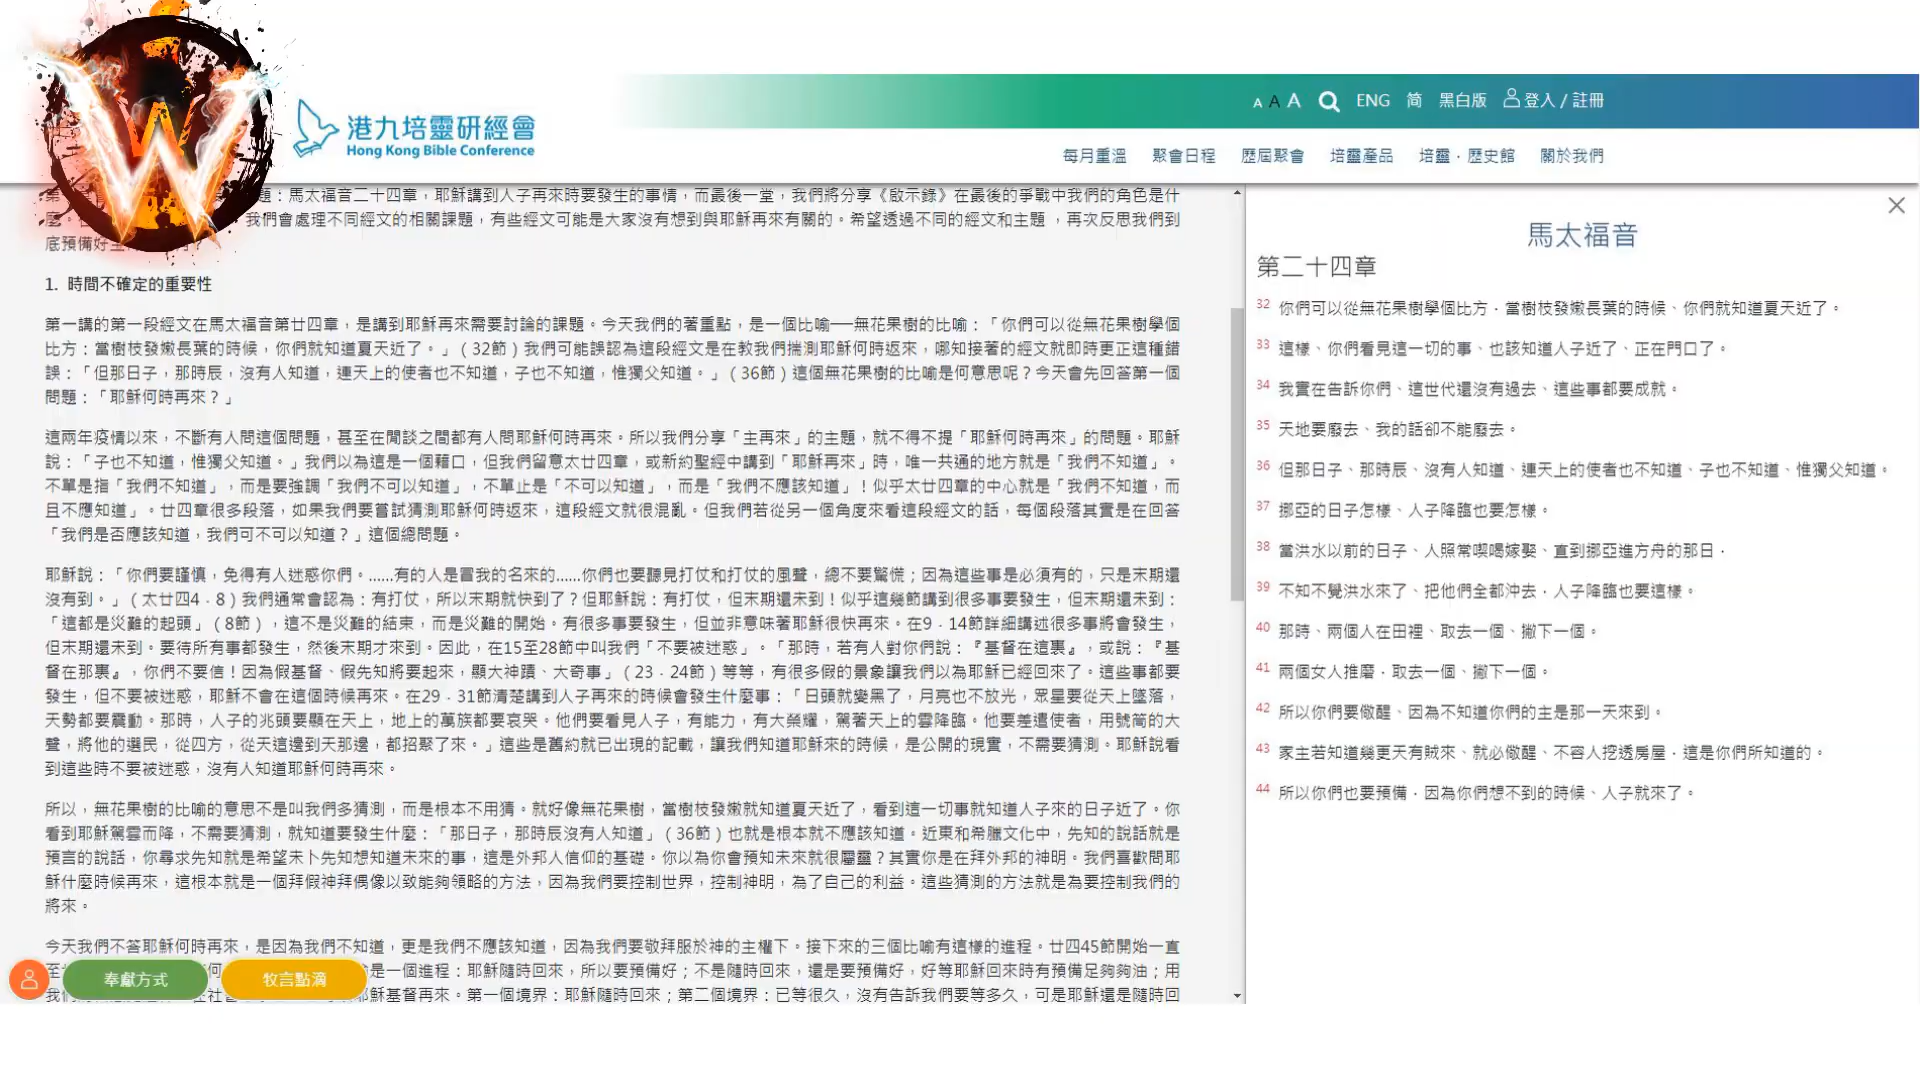 W
港九培靈研經會
Hong Kong Bible Conference
A A A ENG 简 黑白版 登入 / 註冊
每月重溫 聚會日程 歷屆聚會 培靈產品 培靈．歷史館 關於我們
題：馬太福音二十四章，耶穌講到人子再來時要發生的事情，而最後一堂，我們將分享《啟示錄》在最後的爭戰中我們的角色是什
我們會處理不同經文的相關課題，有些經文可能是大家沒有想到與耶穌再來有關的。希望透過不同的經文和主題 ，再次反思我們到
底預備好
1. 時間不確定的重要性
第一講的第一段經文在馬太福音第廿四章，是講到耶穌再來需要討論的課題。今天我們的著重點，是一個比喻──無花果樹的比喻：「你們可以從無花果樹學個
比方：當樹枝發嫩長葉的時候，你們就知道夏天近了。」（32節）我們可能誤認為這段經文是在教我們揣測耶穌何時返來，哪知接著的經文就即時更正這種錯
誤：「但那日子，那時辰，沒有人知道，連天上的使者也不知道，子也不知道，惟獨父知道。」（36節）這個無花果樹的比喻是何意思呢？今天會先回答第一個
問題：「耶穌何時再來？」
這兩年疫情以來，不斷有人問這個問題，甚至在閒談之間都有人問耶穌何時再來。所以我們分享「主再來」的主題，就不得不提「耶穌何時再來」的問題。耶穌
說：「子也不知道，惟獨父知道。」我們以為這是一個藉口，但我們留意太廿四章，或新約聖經中講到「耶穌再來」時，唯一共通的地方就是「我們不知道」。
不單是指「我們不知道」，而是要強調「我們不可以知道」，不單止是「不可以知道」，而是「我們不應該知道」！似乎太廿四章的中心就是「我們不知道，而
且不應知道」。廿四章很多段落，如果我們要嘗試猜測耶穌何時返來，這段經文就很混亂。但我們若從另一個角度來看這段經文的話，每個段落其實是在回答
「我們是否應該知道，我們可不可以知道？」這個總問題。
耶穌說：「你們要謹慎，免得有人迷惑你們。……有的人是冒我的名來的……你們也要聽見打仗和打仗的風聲，總不要驚慌；因為這些事是必須有的，只是末期還
沒有到。」（太廿四4﹣8）我們通常會認為：有打仗，所以末期就快到了？但耶穌說：有打仗，但末期還未到！似乎這幾節講到很多事要發生，但末期還未到：
「這都是災難的起頭」（8節），這不是災難的結束，而是災難的開始。有很多事要發生，但並非意味著耶穌很快再來。在9﹣14節詳細講述很多事將會發生，
但末期還未到。要待所有事都發生，然後末期才來到。因此，在15至28節中叫我們「不要被迷惑」。「那時，若有人對你們說：『基督在這裏』，或說：『基
督在那裏』，你們不要信！因為假基督、假先知將要起來，顯大神蹟、大奇事」（23﹣24節）等等，有很多假的景象讓我們以為耶穌已經回來了。這些事都要
發生，但不要被迷惑，耶穌不會在這個時候再來。在29﹣31節清楚講到人子再來的時候會發生什麼事：「日頭就變黑了，月亮也不放光，眾星要從天上墜落，
天勢都要震動。那時，人子的兆頭要顯在天上，地上的萬族都要哀哭。他們要看見人子，有能力，有大榮耀，駕著天上的雲降臨。他要差遣使者，用號筒的大
聲，將他的選民，從四方，從天這邊到天那邊，都招聚了來。」這些是舊約就已出現的記載，讓我們知道耶穌來的時候，是公開的現實，不需要猜測。耶穌說看
到這些時不要被迷惑，沒有人知道耶穌何時再來。
所以，無花果樹的比喻的意思不是叫我們多猜測，而是根本不用猜。就好像無花果樹，當樹枝發嫩就知道夏天近了，看到這一切事就知道人子來的日子近了。你
看到耶穌駕雲而降，不需要猜測，就知道要發生什麼：「那日子，那時辰沒有人知道」（36節）也就是根本就不應該知道。近東和希臘文化中，先知的說話就是
預言的說話，你尋求先知就是希望未卜先知想知道未來的事，這是外邦人信仰的基礎。你以為你會預知未來就很屬靈？其實你是在拜外邦的神明。我們喜歡問耶
穌什麼時候再來，這根本就是一個拜假神拜偶像以致能夠領略的方法，因為我們要控制世界，控制神明，為了自己的利益。這些猜測的方法就是為要控制我們的
將來。
今天我們不答耶穌何時再來，是因為我們不知道，更是我們不應該知道，因為我們要敬拜服於神的主權下。接下來的三個比喻有這樣的進程。廿四45節開始一直
是一個進程：耶穌隨時回來，所以要預備好；不是隨時回來，還是要預備好，好等耶穌回來時有預備足夠夠油；用
耶穌基督再來。第一個境界：耶穌隨時回來；第二個境界：已等很久，沒有告訴我們要等多久，可是耶穌還是隨時回
奉獻方式 牧言點滴
馬太福音
第二十四章
32 你們可以從無花果樹學個比方．當樹枝發嫩長葉的時候、你們就知道夏天近了。
33 這樣、你們看見這一切的事、也該知道人子近了、正在門口了。
34 我實在告訴你們、這世代還沒有過去、這些事都要成就。
35 天地要廢去、我的話卻不能廢去。
36 但那日子、那時辰、沒有人知道、連天上的使者也不知道、子也不知道、惟獨父知道。
37 挪亞的日子怎樣、人子降臨也要怎樣。
38 當洪水以前的日子、人照常喫喝嫁娶、直到挪亞進方舟的那日．
39 不知不覺洪水來了、把他們全都沖去．人子降臨也要這樣。
40 那時、兩個人在田裡、取去一個、撇下一個。
41 兩個女人推磨．取去一個、撇下一個。
42 所以你們要儆醒、因為不知道你們的主是那一天來到。
43 家主若知道幾更天有賊來、就必儆醒、不容人挖透房屋．這是你們所知道的。
44 所以你們也要預備．因為你們想不到的時候、人子就來了。